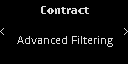 Contract
< Advanced Filtering >